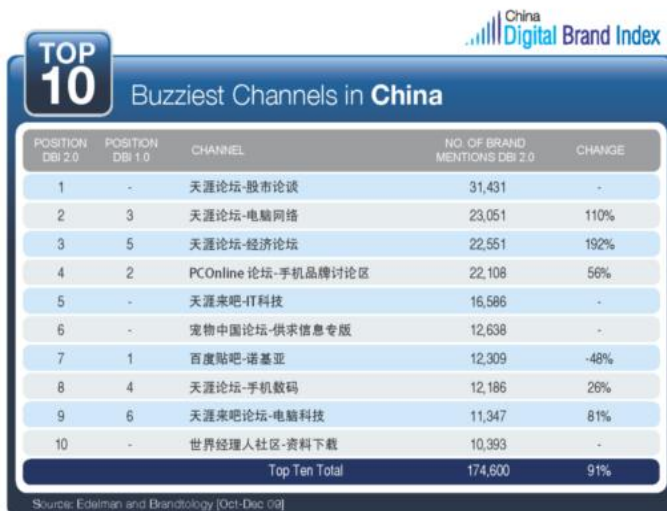 China
Digital Brand Index
TOP
10
Buzziest Channels in China
POSITION DBI 2.0 POSITION DBI 1.0 CHANNEL NO. OF BRAND MENTIONS DBI 2.0 CHANGE
1 - 天涯论坛-股市论谈 31,431 -
2 3 天涯论坛-电脑网络 23,051 110%
3 5 天涯论坛-经济论坛 22,551 192%
4 2 PCOnline 论坛-手机品牌讨论区 22,108 56%
5 - 天涯来吧-IT科技 16,586 -
6 - 宠物中国论坛-供求信息专版 12,638 -
7 1 百度贴吧-诺基亚 12,309 -48%
8 4 天涯论坛-手机数码 12,186 26%
9 6 天涯来吧论坛-电脑科技 11,347 81%
10 - 世界经理人社区-资料下载 10,393 -
Top Ten Total 174,600 91%
Source: Edelman and Brandtology [Oct-Dec 09]